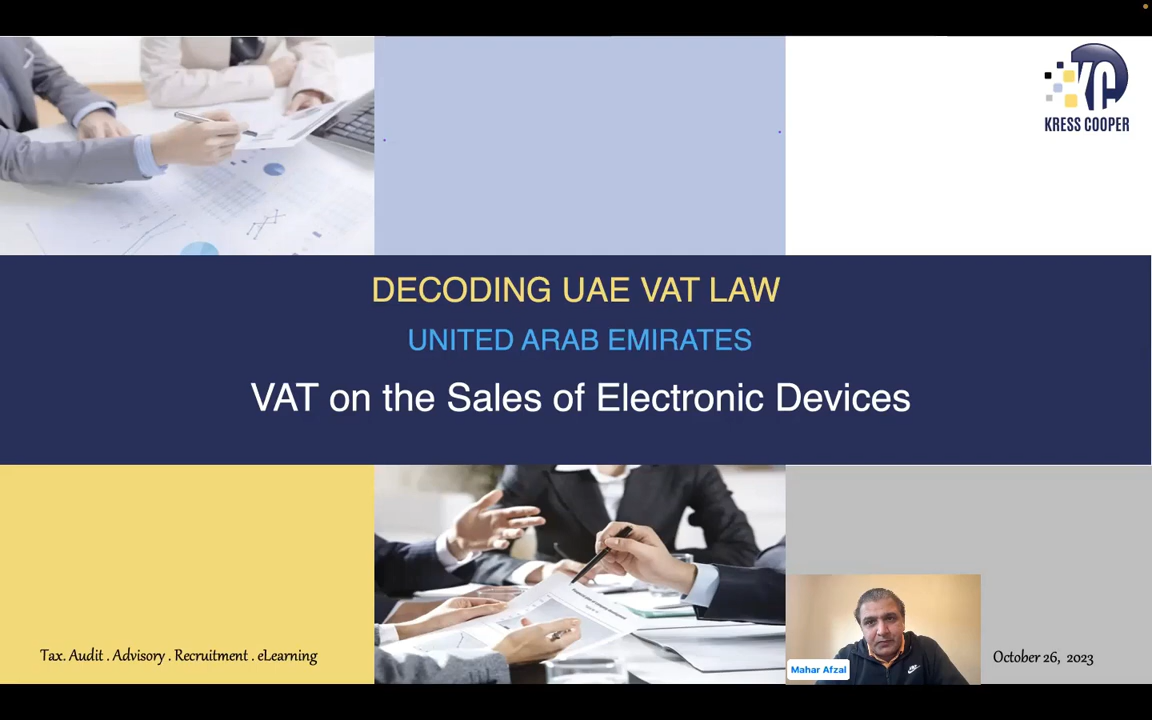 KC
KRESS COOPER
DECODING UAE VAT LAW
UNITED ARAB EMIRATES
VAT on the Sales of Electronic Devices
Tax. Audit . Advisory . Recruitment . eLearning
Mahar Afzal
October 26, 2023